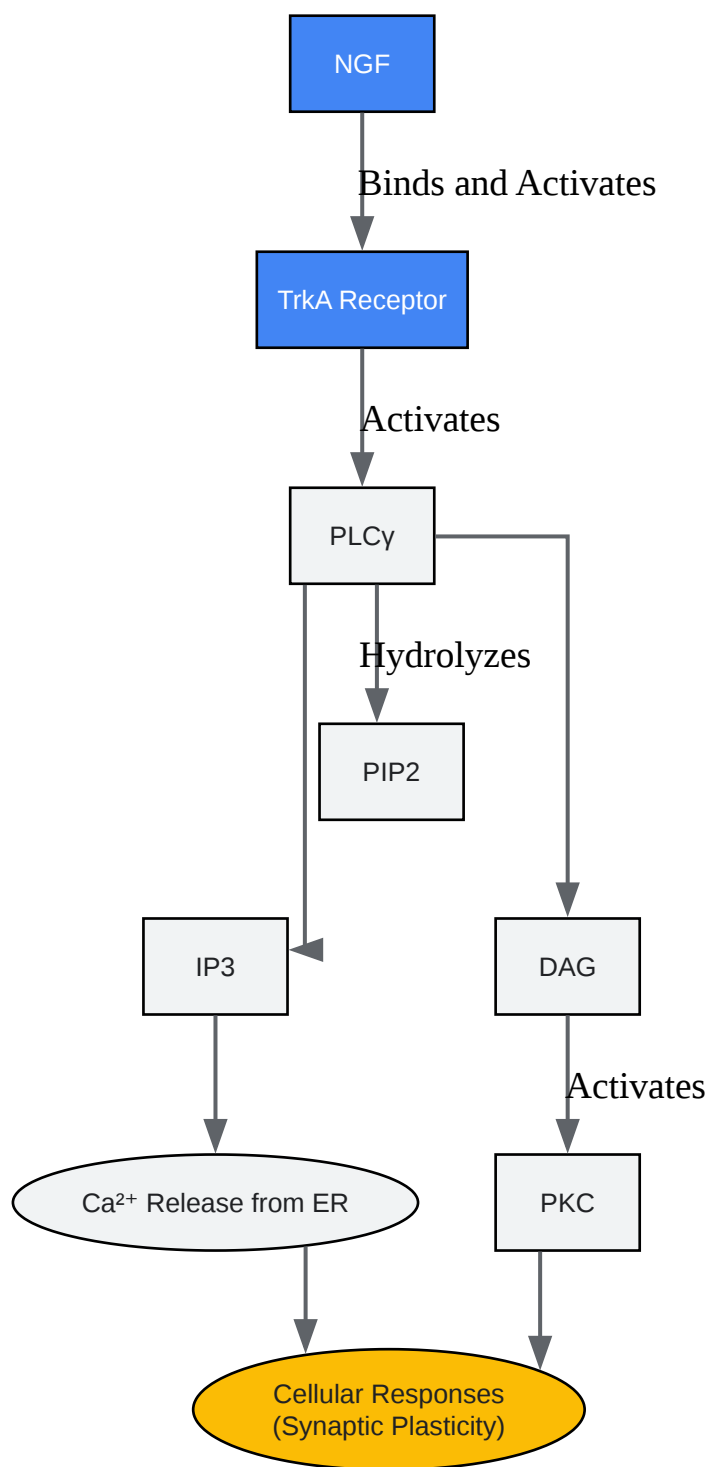 NGF
Binds and Activates
TrkA Receptor
Activates
PLCγ
Hydrolyzes
PIP2
IP3
DAG
Activates
Ca²⁺ Release from ER
PKC
Cellular Responses
(Synaptic Plasticity)